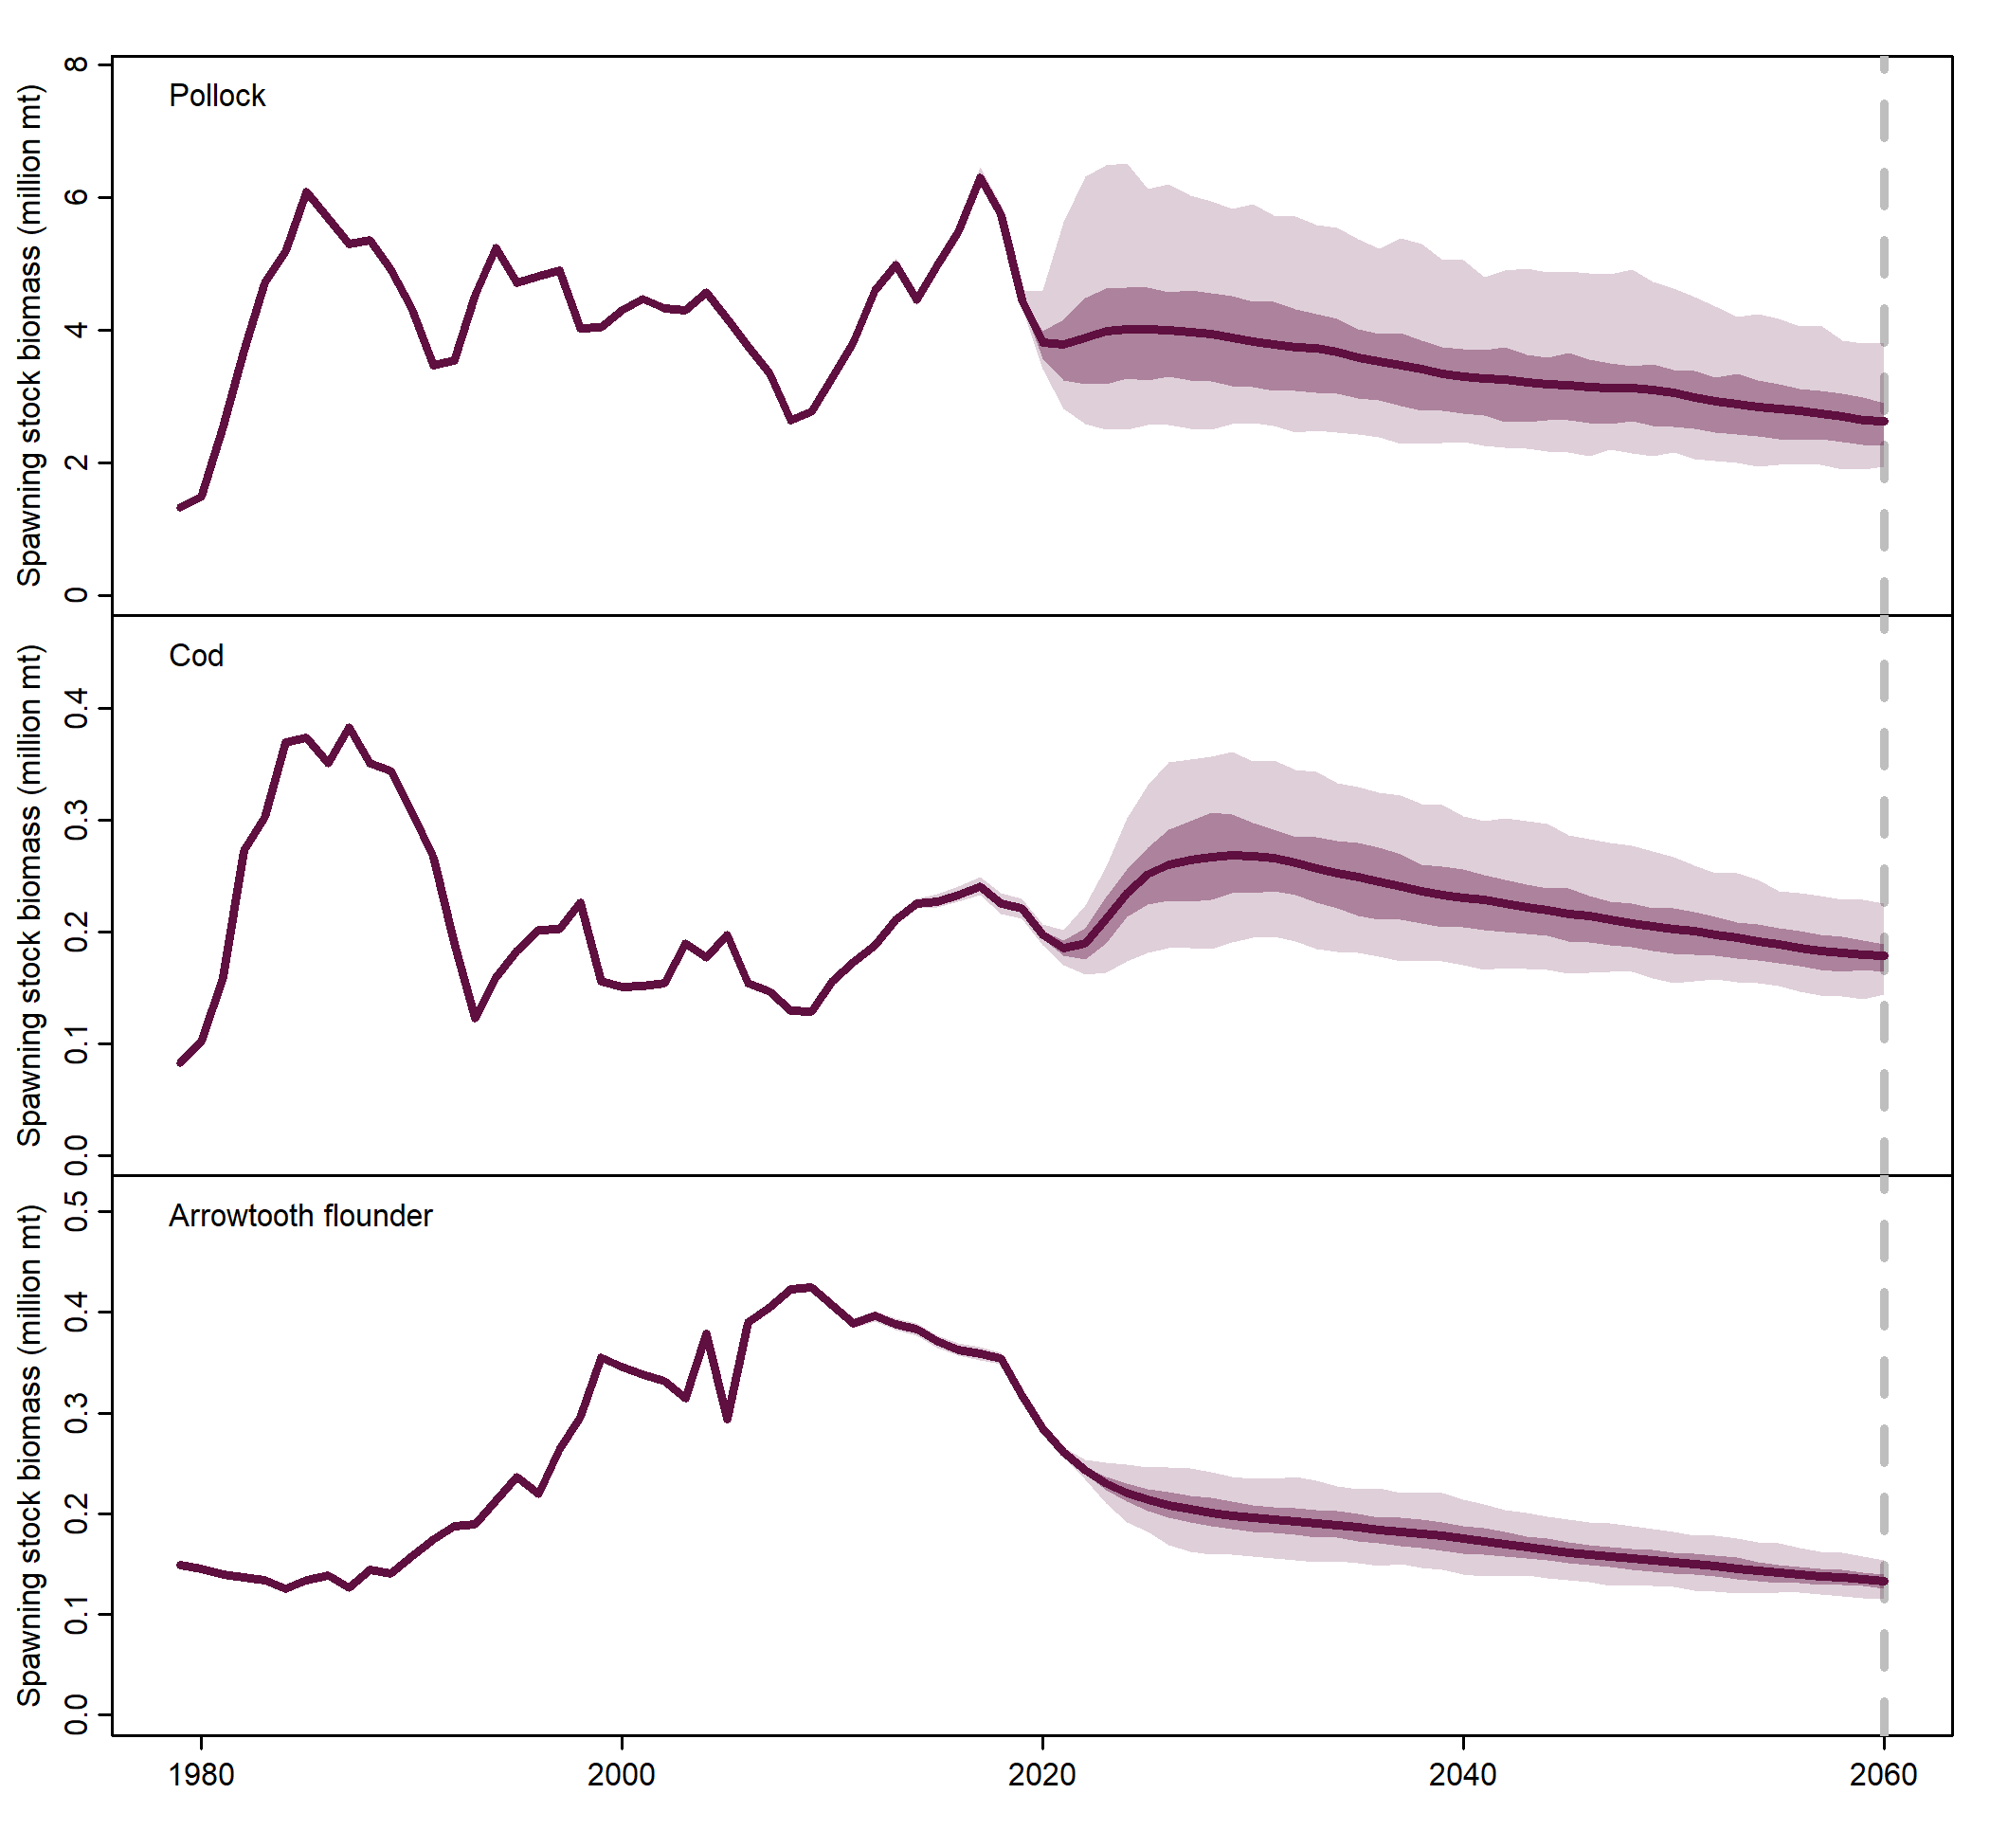 Pollock
Spawning stock biomass (million mt)
8
6
4
2
0
Cod
Spawning stock biomass (million mt)
0.4
0.3
0.2
0.1
0.0
Arrowtooth flounder
Spawning stock biomass (million mt)
0.5
0.4
0.3
0.2
0.1
0.0
1980 2000 2020 2040 2060